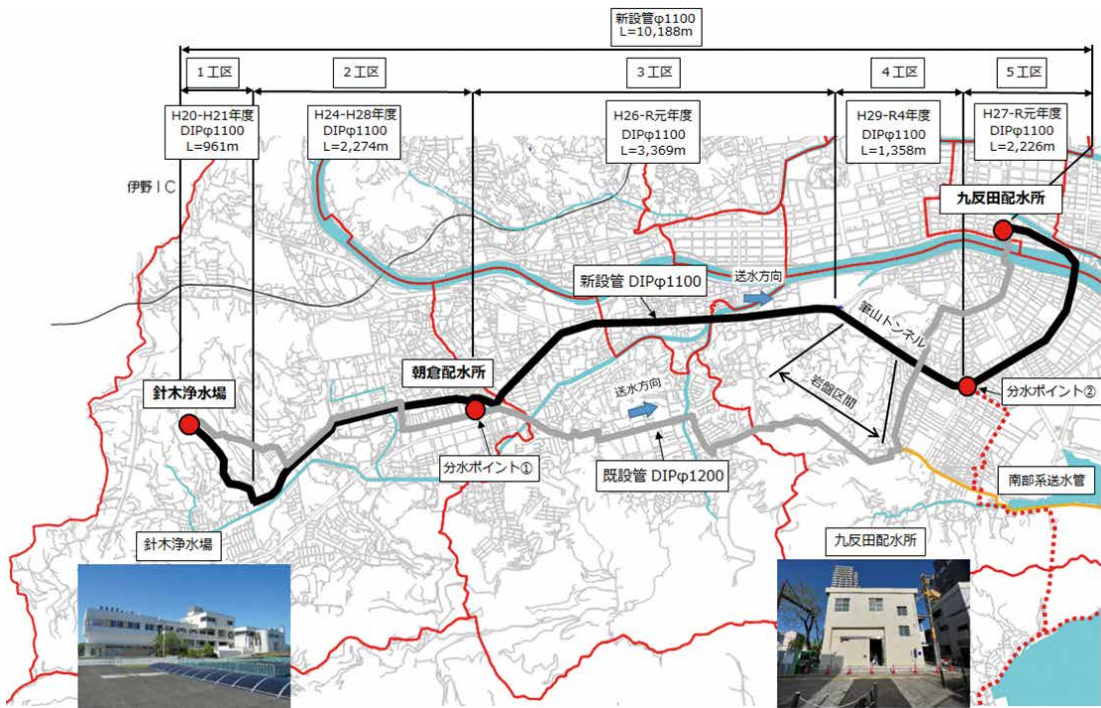 新設管φ1100
L=10,188m
1工区
2工区
3工区
4工区
5工区
H20-H21年度
DIPφ1100
L=961m
H24-H28年度
DIPφ1100
L=2,274m
H26-R元年度
DIPφ1100
L=3,369m
H29-R4年度
DIPφ1100
L=1,358m
H27-R元年度
DIPφ1100
L=2,226m
伊野IC
九反田配水所
新設管 DIPφ1100
送水方向
筆山トンネル
朝倉配水所
針木浄水場
送水方向
岩盤区間
分水ポイント②
分水ポイント①
既設管 DIPφ1200
南部系送水管
針木浄水場
九反田配水所